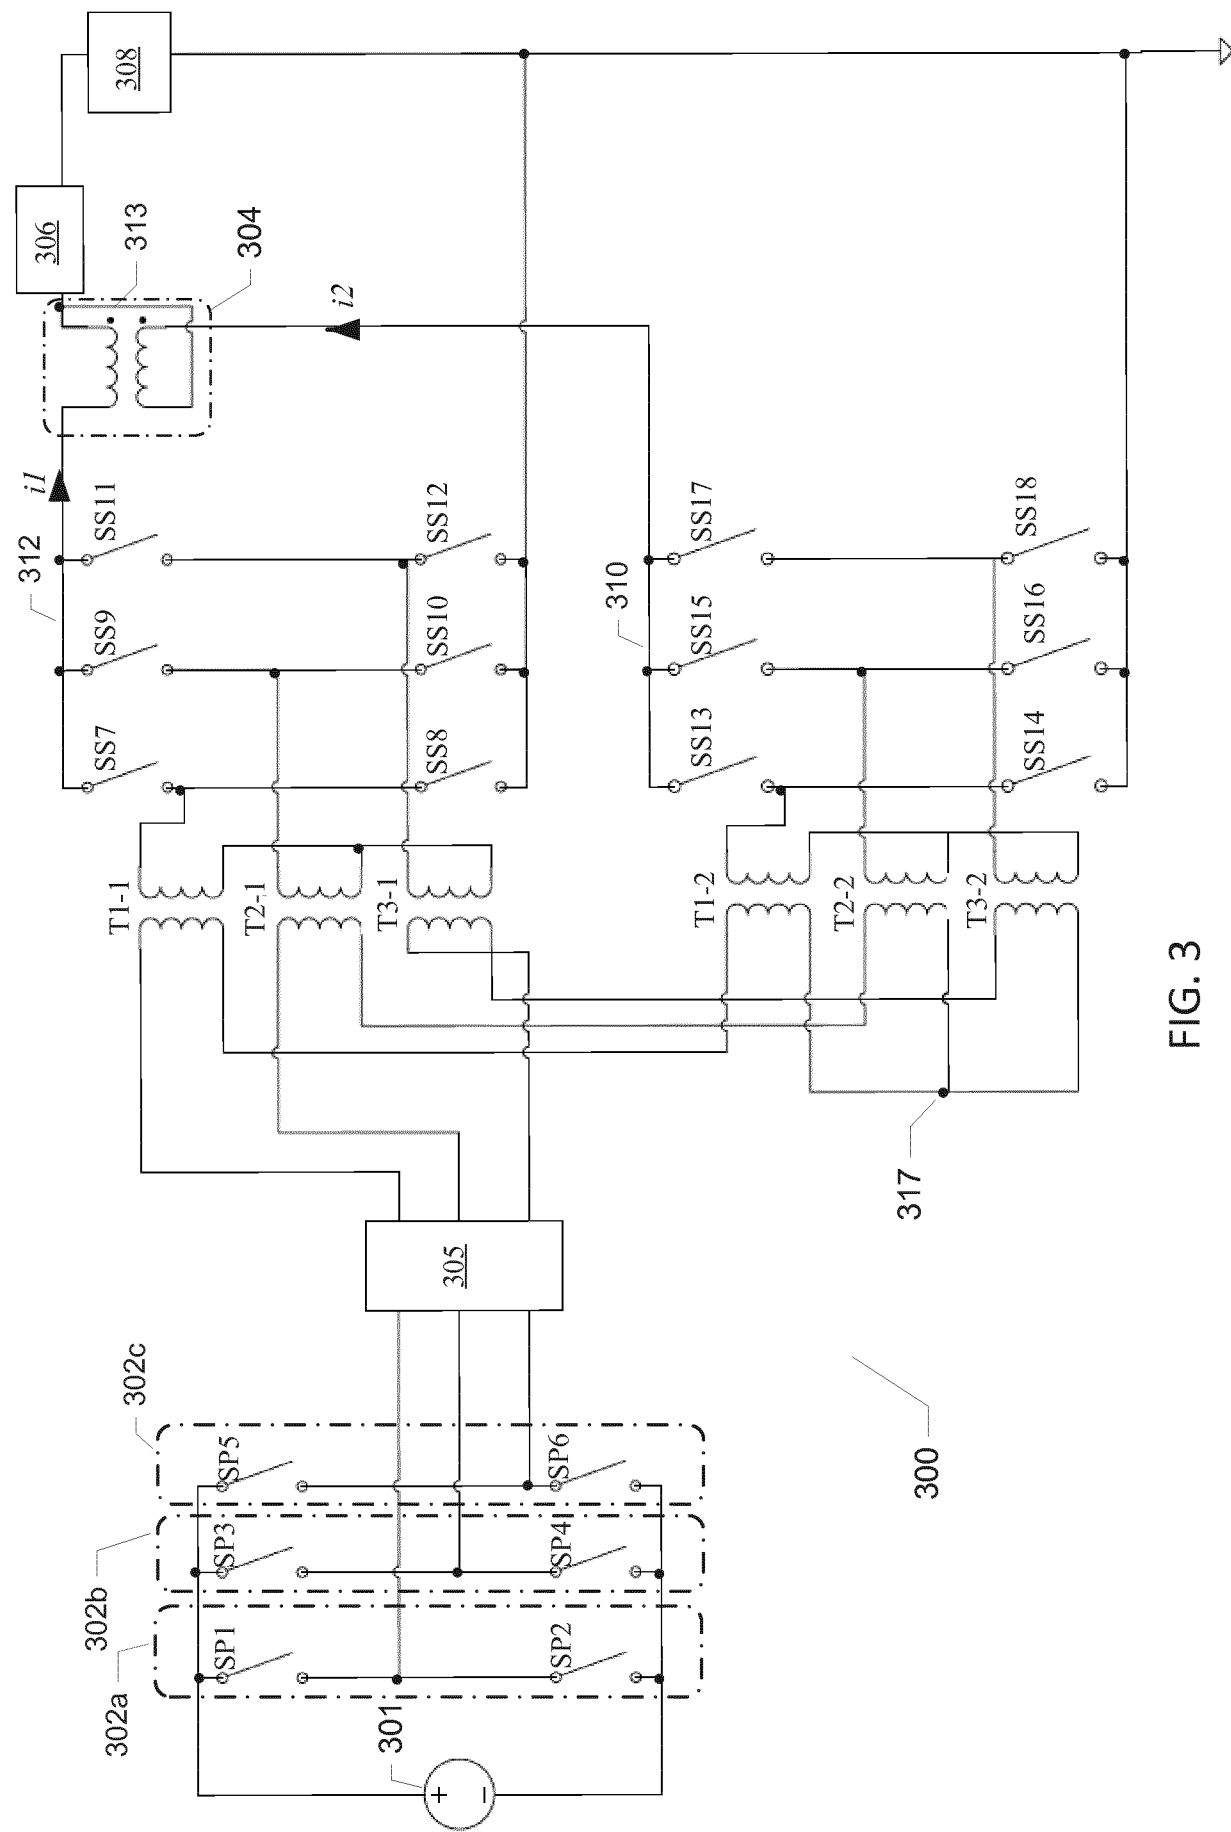 308
306
313
304
i2
i1
312
SS11
SS12
SS17
SS18
SS9
SS10
310
SS15
SS16
SS7
SS8
SS13
SS14
T1-1
T2-1
T3-1
T1-2
T2-2
T3-2
317
305
302c
SP5
SP6
302b
SP3
SP4
302a
SP1
SP2
301
+
–
300
FIG. 3